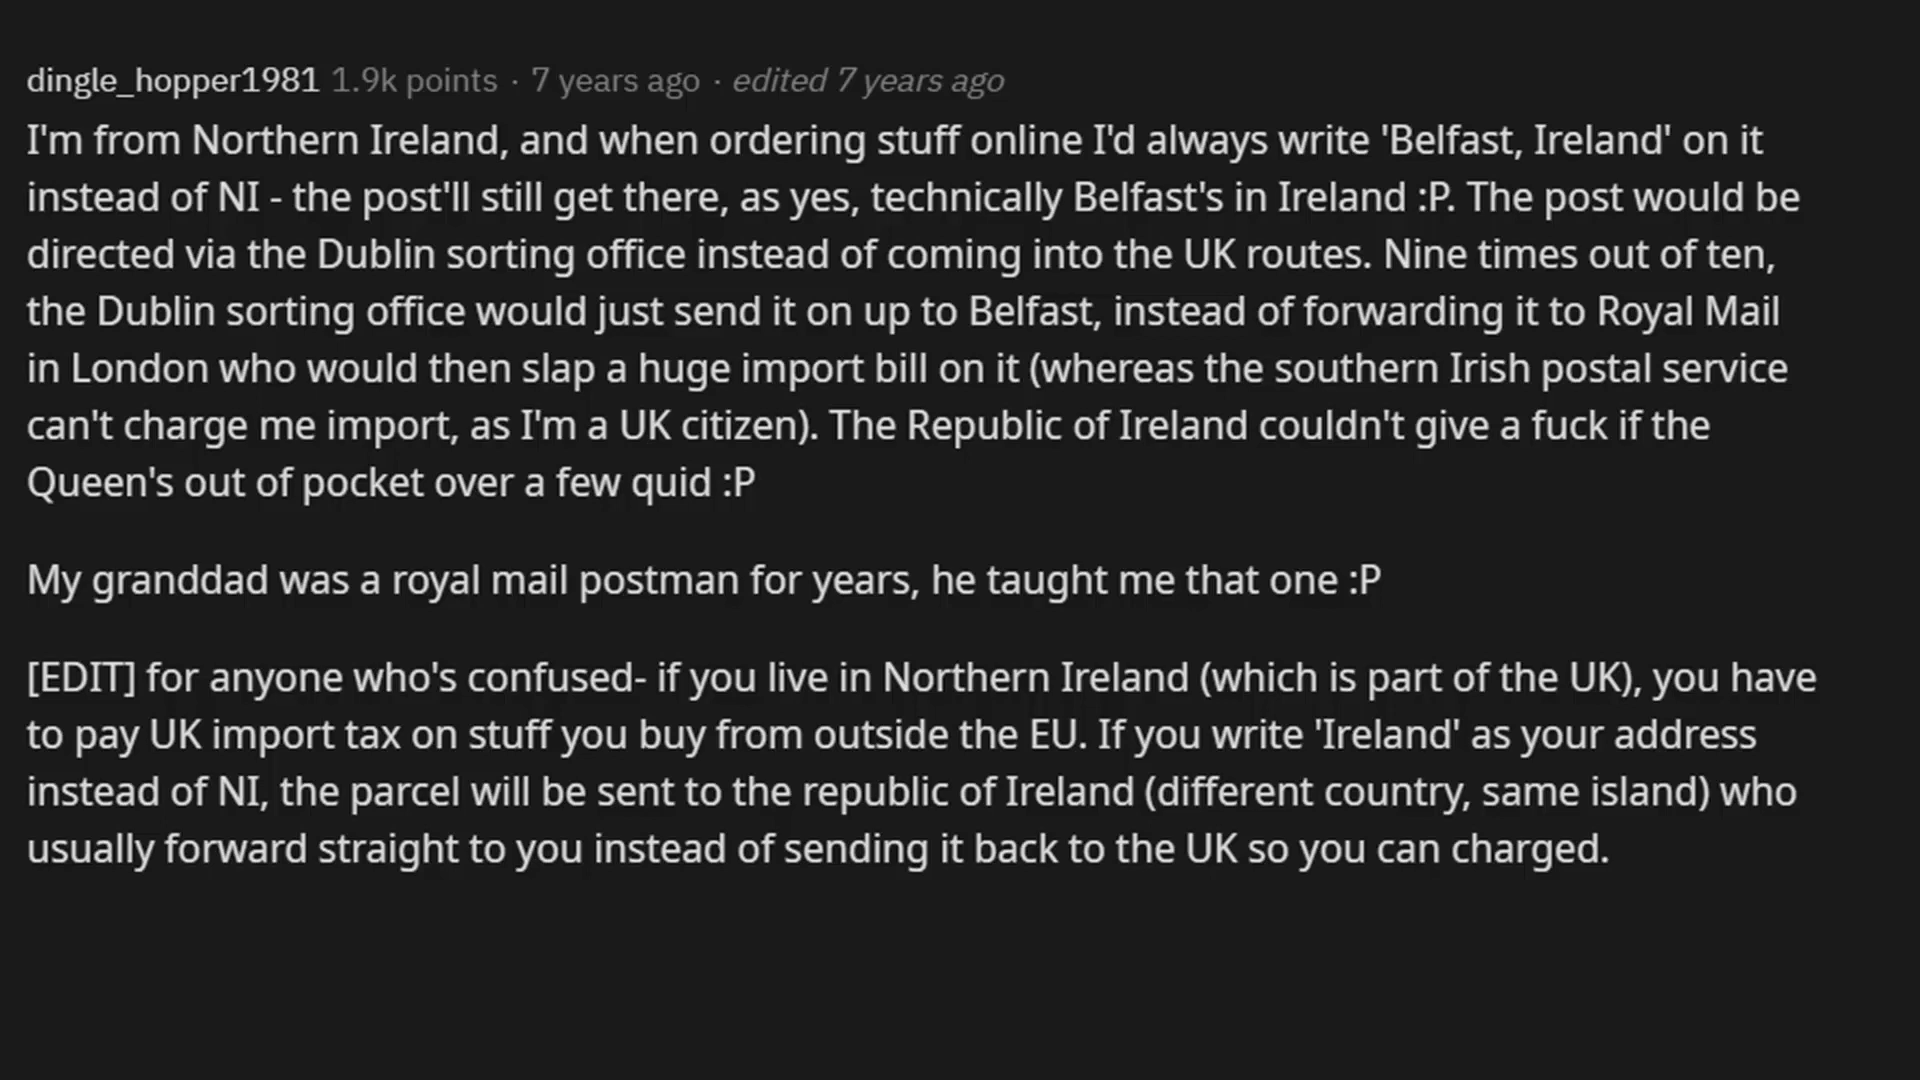 dingle_hopper1981 1.9k points · 7 years ago · edited 7 years ago
I'm from Northern Ireland, and when ordering stuff online I'd always write 'Belfast, Ireland' on it
instead of NI - the post'll still get there, as yes, technically Belfast's in Ireland :P. The post would be
directed via the Dublin sorting office instead of coming into the UK routes. Nine times out of ten,
the Dublin sorting office would just send it on up to Belfast, instead of forwarding it to Royal Mail
in London who would then slap a huge import bill on it (whereas the southern Irish postal service
can't charge me import, as I'm a UK citizen). The Republic of Ireland couldn't give a fuck if the
Queen's out of pocket over a few quid :P
My granddad was a royal mail postman for years, he taught me that one :P
[EDIT] for anyone who's confused- if you live in Northern Ireland (which is part of the UK), you have
to pay UK import tax on stuff you buy from outside the EU. If you write 'Ireland' as your address
instead of NI, the parcel will be sent to the republic of Ireland (different country, same island) who
usually forward straight to you instead of sending it back to the UK so you can charged.